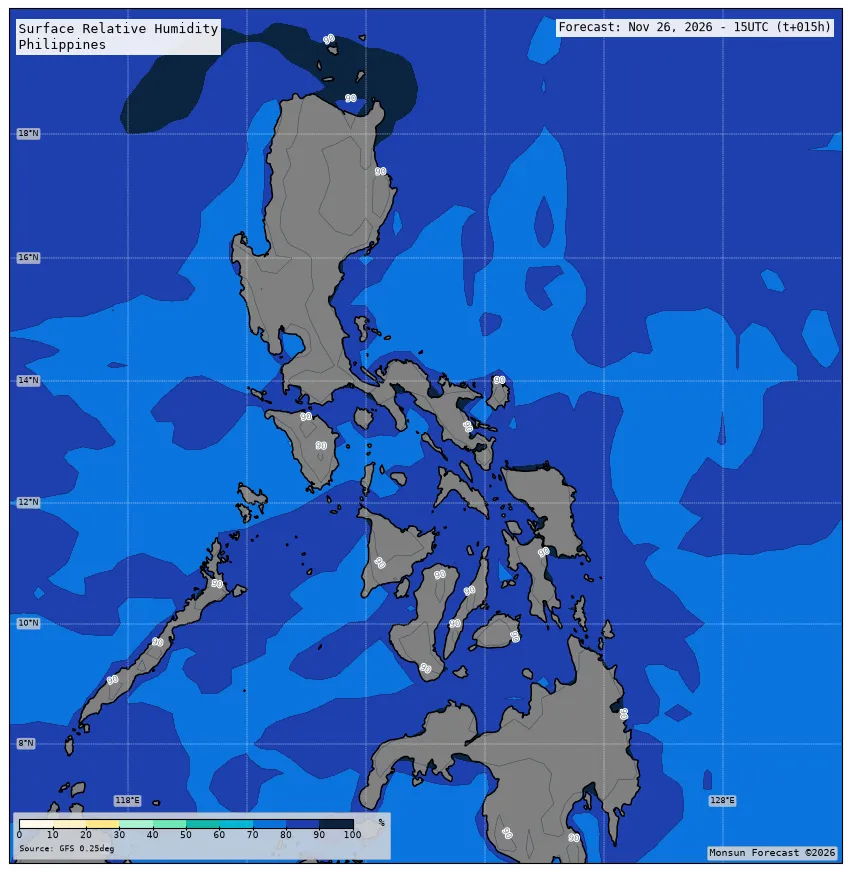 Surface Relative Humidity
Philippines
Forecast: Nov 26, 2026 - 15UTC (t+015h)
90
90
18°N
90
16°N
14°N
90
90
90
90
12°N
90
90
90
90
90
10°N
90
90
90
90
90
90
8°N
118°E
128°E
%
0 10 20 30 40 50 60 70 80 90 100
90
90
Source: GFS 0.25deg
Monsun Forecast ©2026